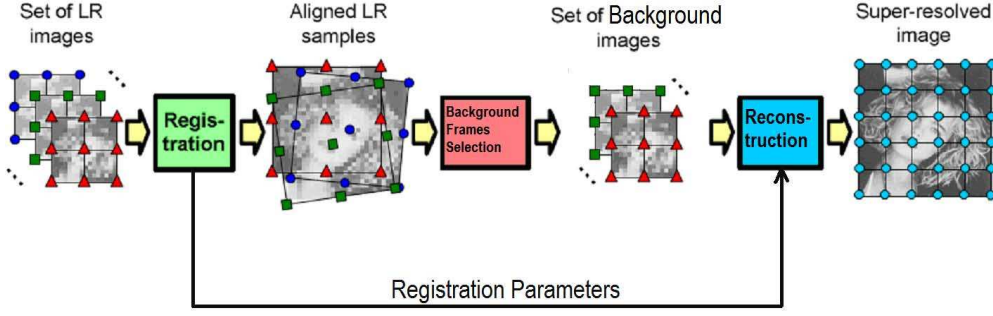 Set of LR
images
Aligned LR
samples
Set of Background
images
Super-resolved
image
Regis-
tration
Background
Frames
Selection
Recons-
truction
Registration Parameters